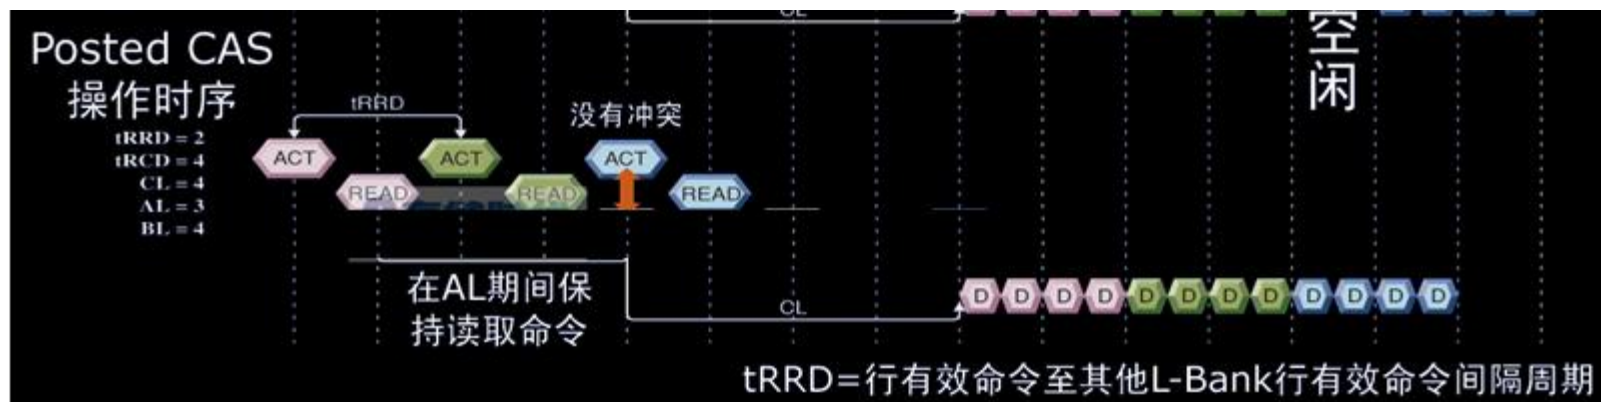 CL
空
闲
Posted CAS
操作时序
tRRD = 2
tRCD = 4
CL = 4
AL = 3
BL = 4
tRRD
没有冲突
ACT ACT ACT
READ READ READ
在AL期间保
持读取命令
CL
D D D D D D D D D D D D
tRRD=行有效命令至其他L-Bank行有效命令间隔周期